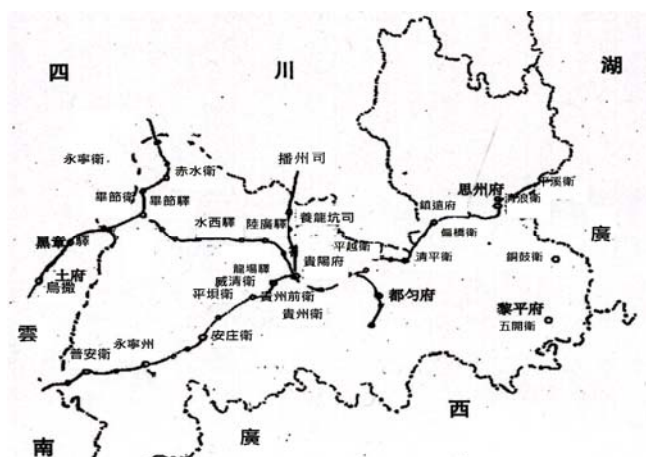 四
川
湖
永寧衛
赤水衛
播州司
思州府
平溪衛
清浪衛
畢節衛
畢節驛
水西驛
陸廣驛
養龍坑司
鎮遠府
偏橋衛
廣
黑章驛
平越衛
清平衛
銅鼓衛
貴陽府
土府
烏撒
龍場驛
威清衛
平坝衛
貴州前衛
貴州衛
都匀府
黎平府
五開衛
雲
安庄衛
永寧州
普安衛
西
廣
南